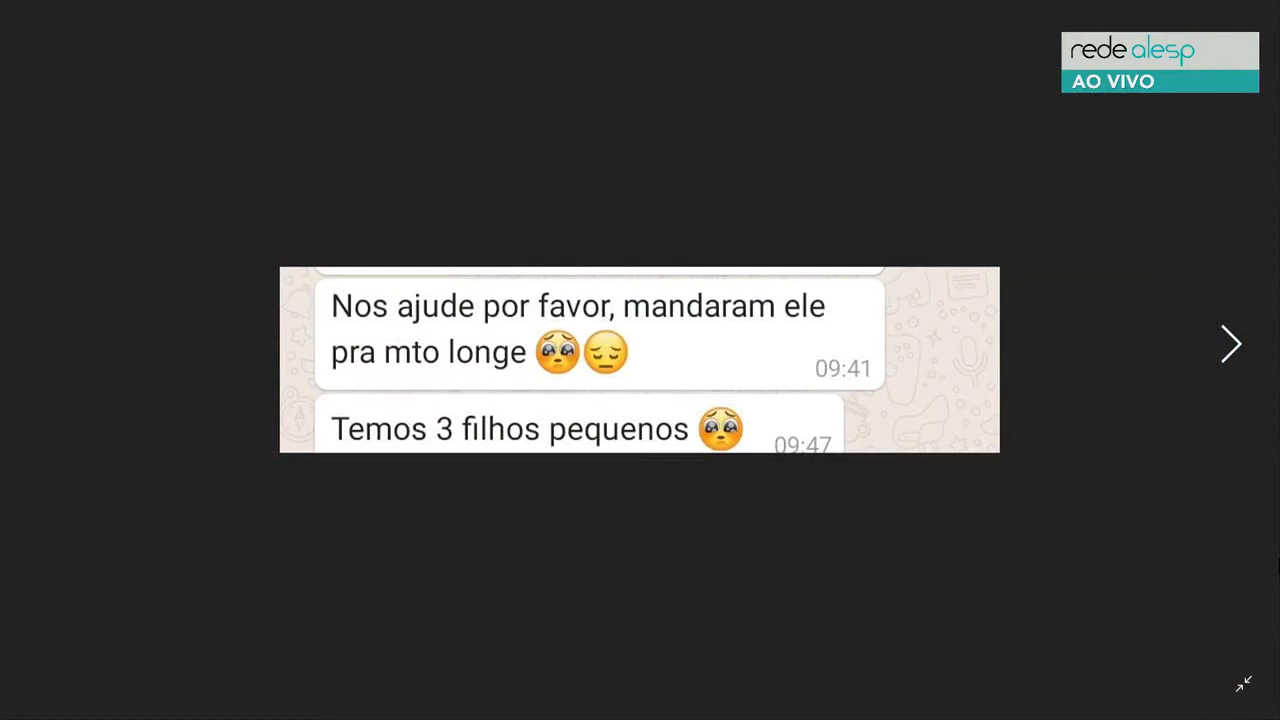 rede alesp
AO VIVO
Nos ajude por favor, mandaram ele
pra mto longe 🥺😔
09:41
Temos 3 filhos pequenos 🥺
09:47